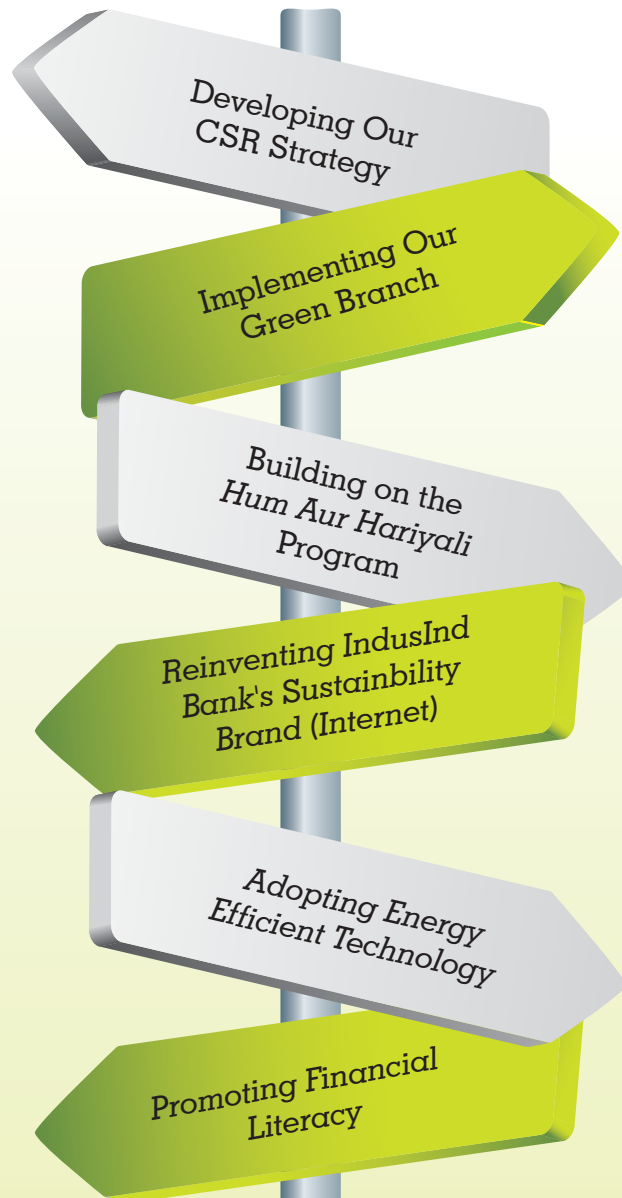 Developing Our
CSR Strategy
Implementing Our
Green Branch
Building on the
Hum Aur Hariyali
Program
Reinventing IndusInd
Bank's Sustainbility
Brand (Internet)
Adopting Energy
Efficient Technology
Promoting Financial
Literacy